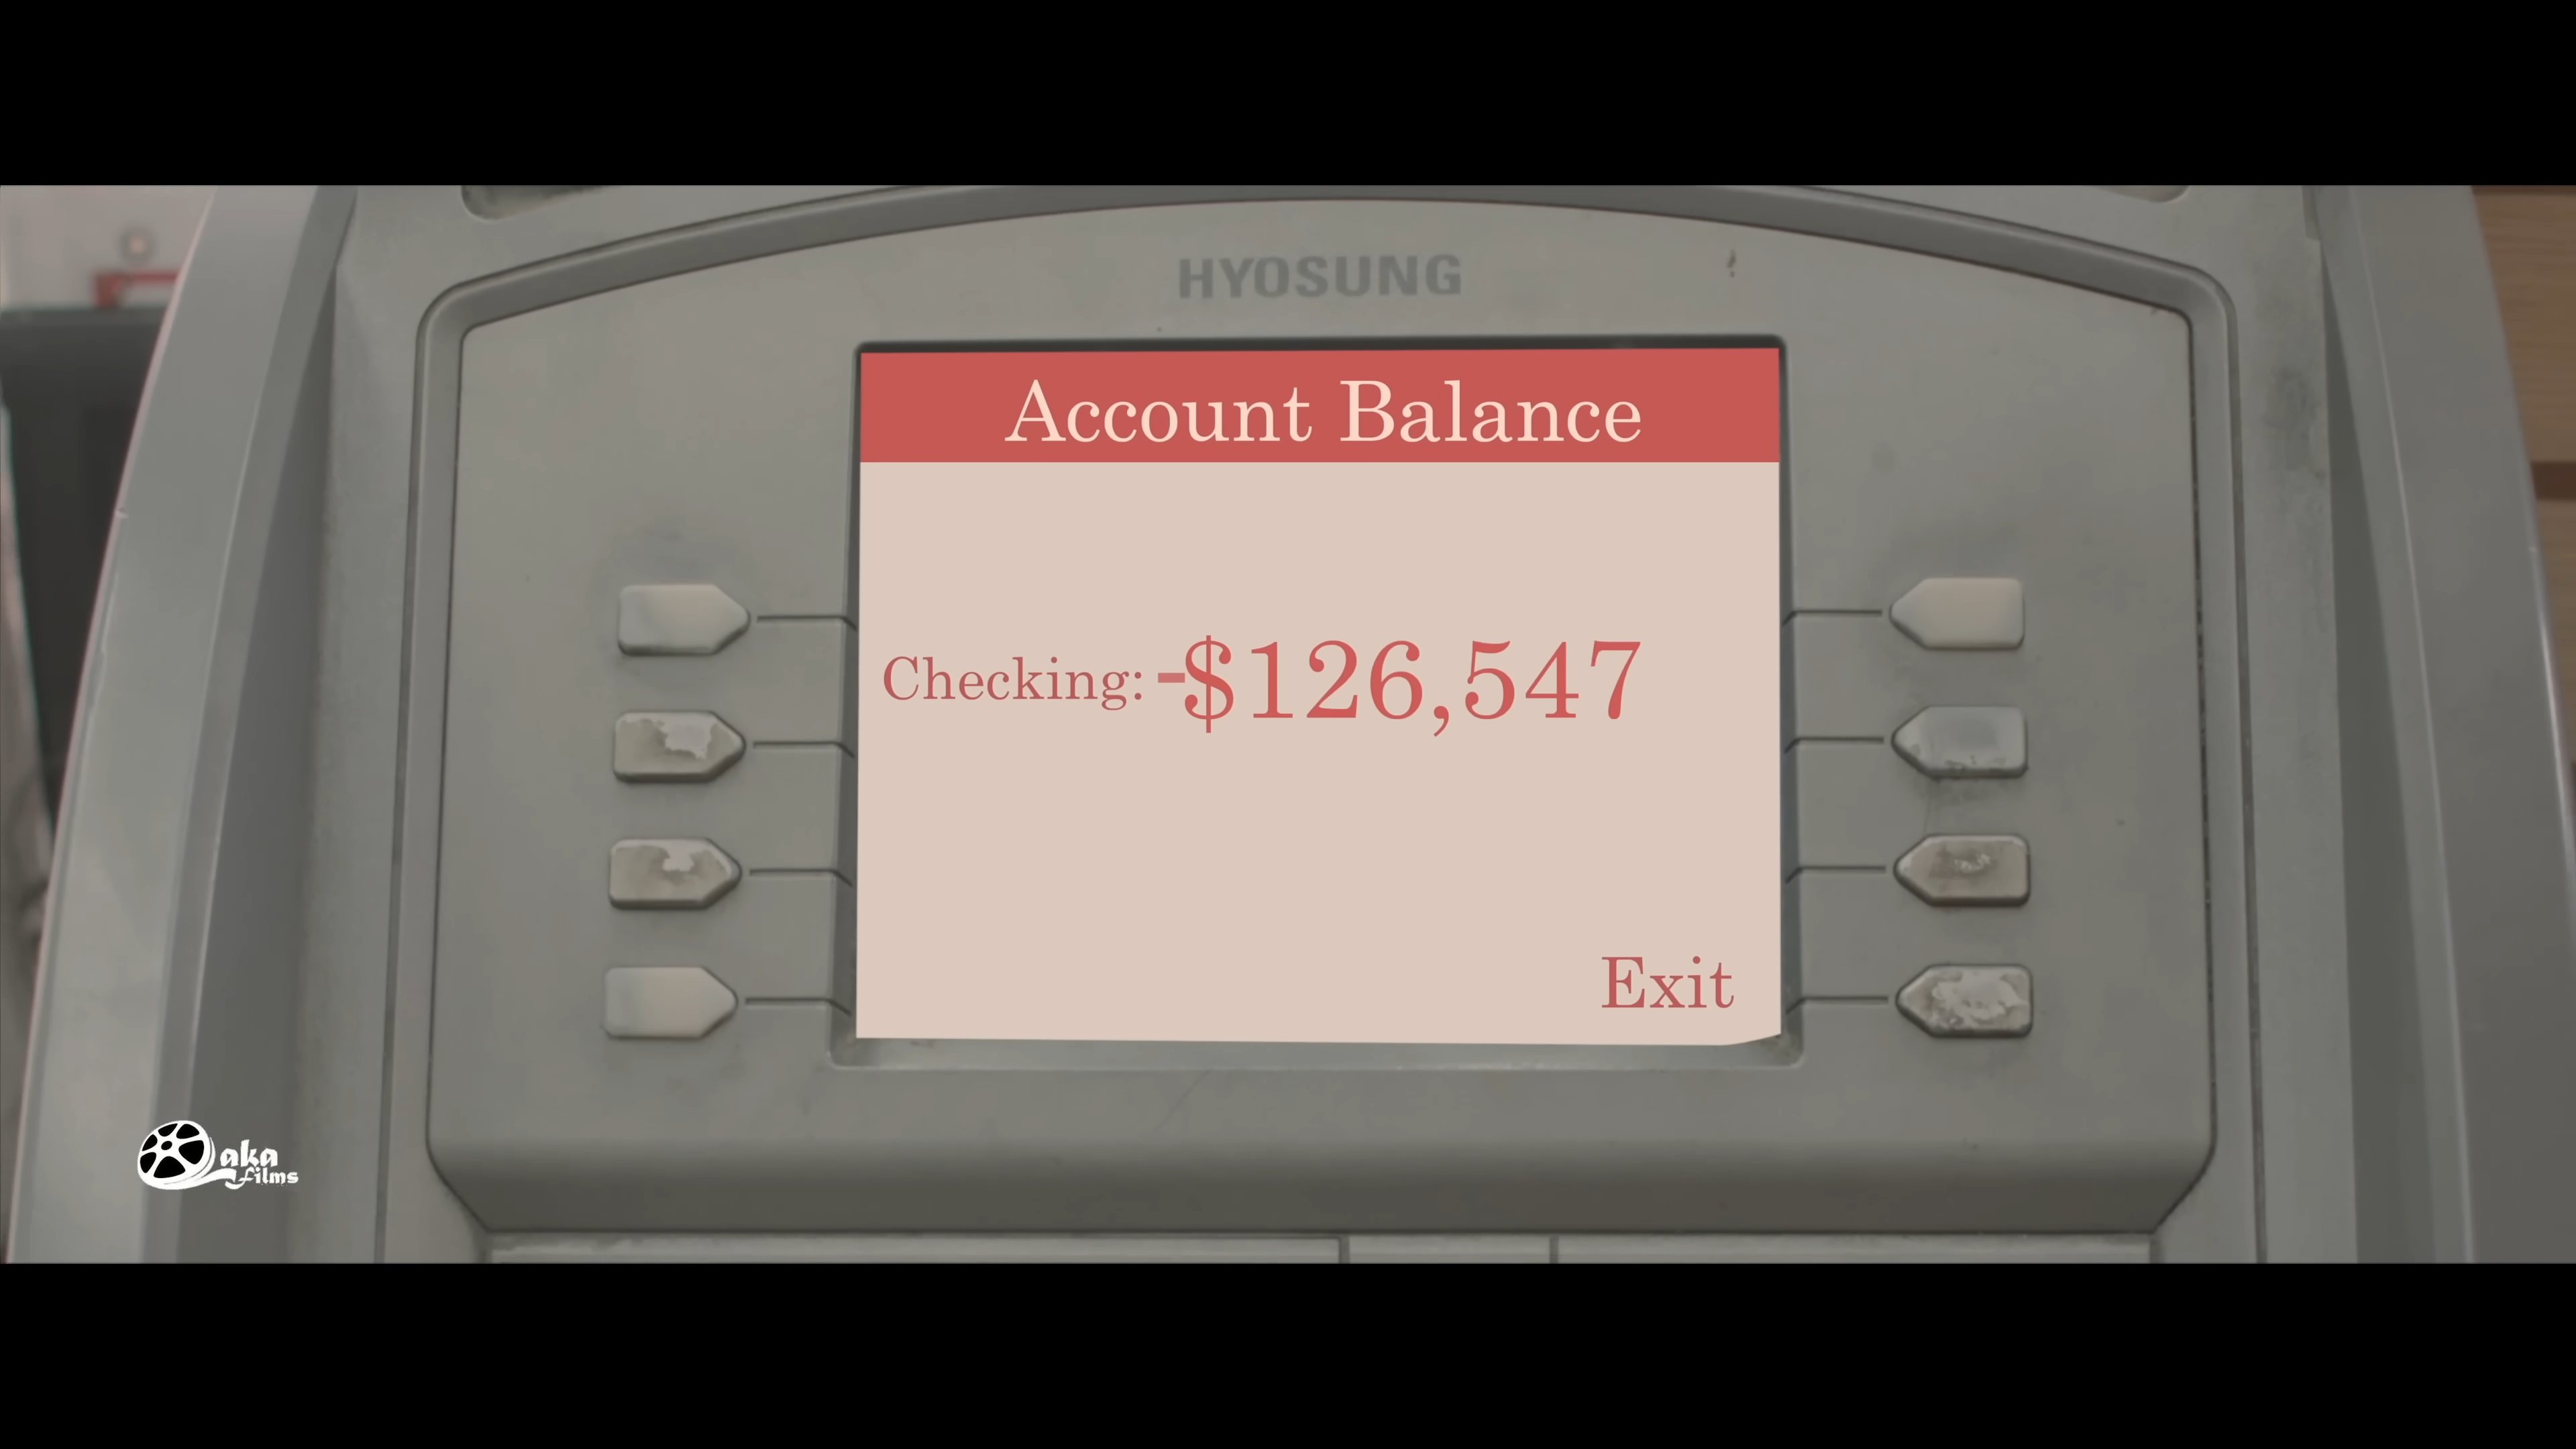 HYOSUNG
Account Balance
Checking: -$126,547
Exit
aka
films